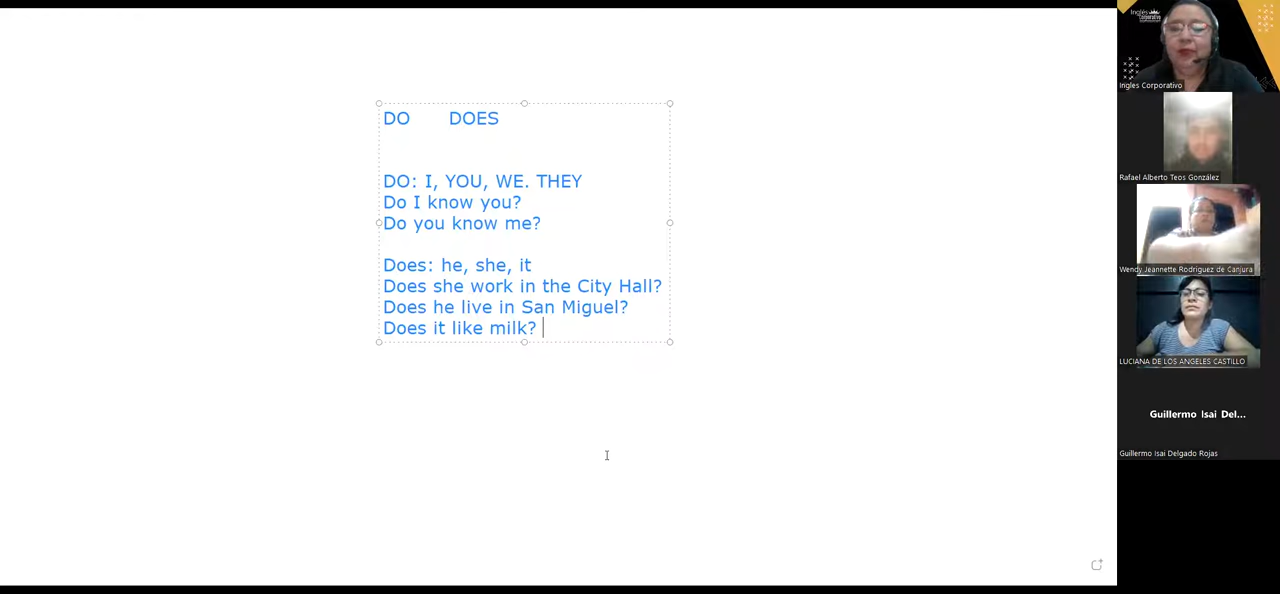 DO DOES
DO: I, YOU, WE. THEY
Do I know you?
Do you know me?
Does: he, she, it
Does she work in the City Hall?
Does he live in San Miguel?
Does it like milk?
Inglés
Corporativo
Ingles Corporativo
Rafael Alberto Teos González
Wendy Jeannette Rodriguez de Canjura
LUCIANA DE LOS ANGELES CASTILLO
Guillermo Isai Del...
Guillermo Isai Delgado Rojas